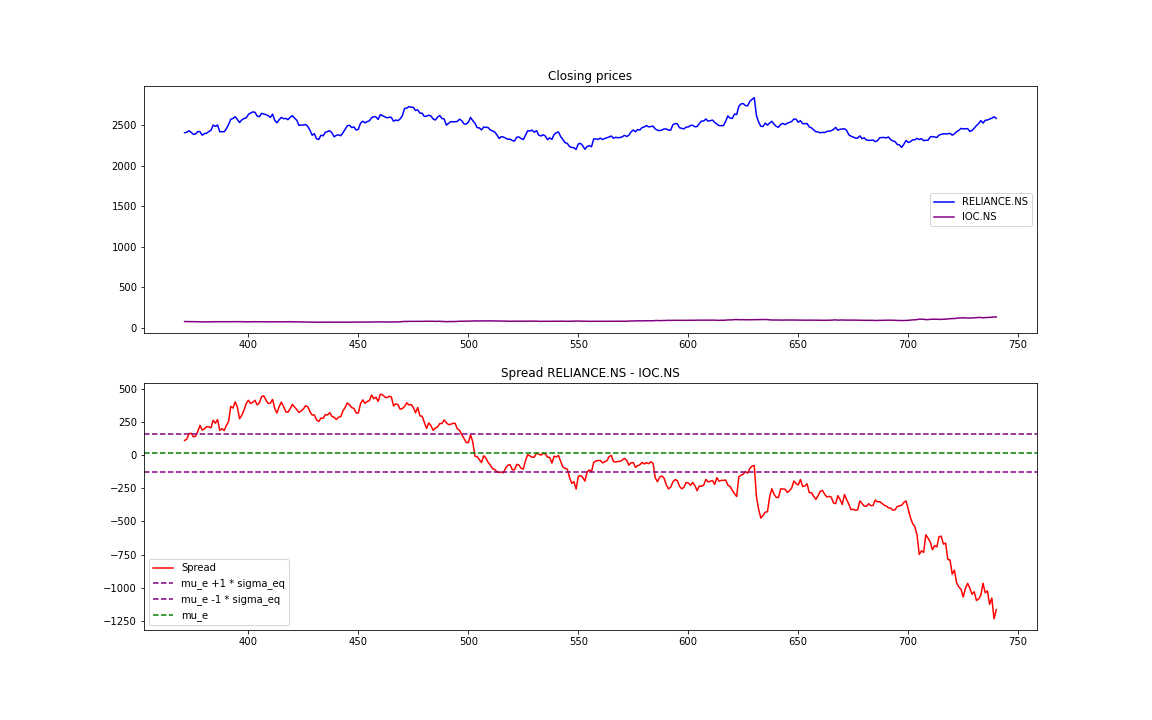 Closing prices
2500
2000
1500
1000
500
0
RELIANCE.NS
IOC.NS
400 450 500 550 600 650 700 750
Spread RELIANCE.NS - IOC.NS
500
250
0
−250
−500
−750
−1000
−1250
Spread
mu_e +1 * sigma_eq
mu_e -1 * sigma_eq
mu_e
400 450 500 550 600 650 700 750